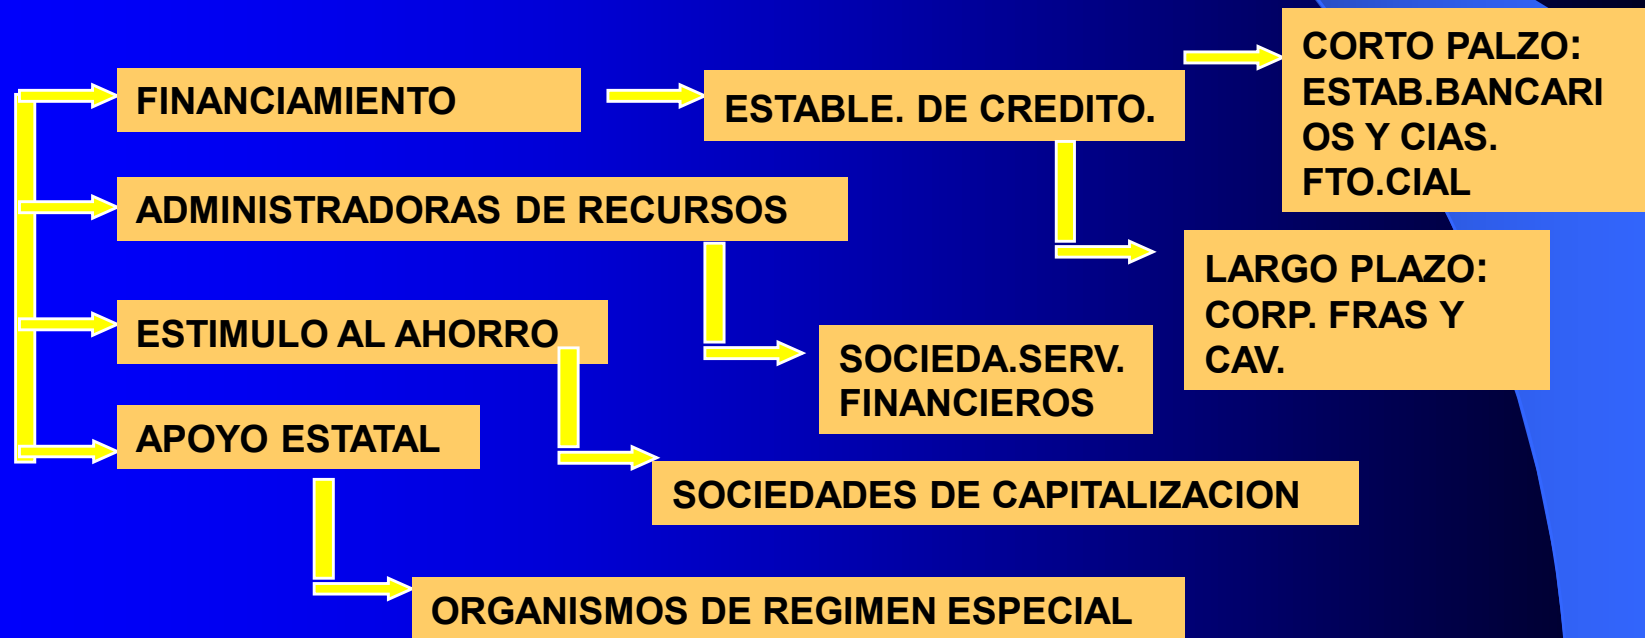 FINANCIAMIENTO
ESTABLE. DE CREDITO.
CORTO PALZO:
ESTAB.BANCARI
OS Y CIAS.
FTO.CIAL
ADMINISTRADORAS DE RECURSOS
LARGO PLAZO:
CORP. FRAS Y
CAV.
ESTIMULO AL AHORRO
SOCIEDA.SERV.
FINANCIEROS
APOYO ESTATAL
SOCIEDADES DE CAPITALIZACION
ORGANISMOS DE REGIMEN ESPECIAL